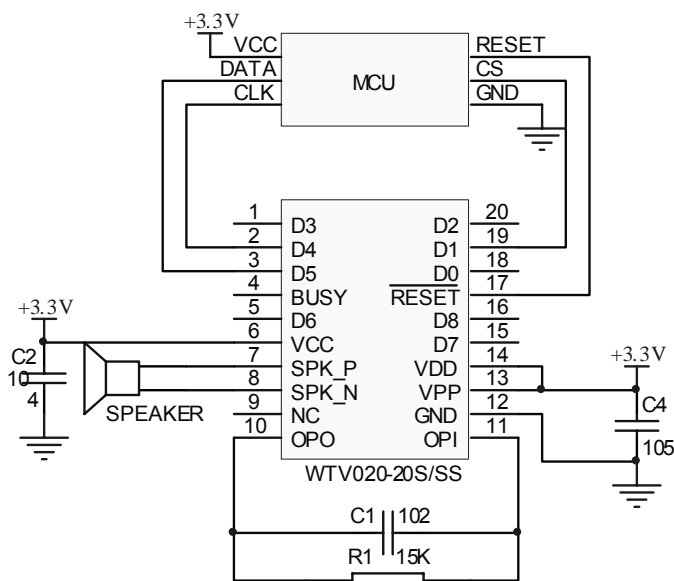 +3.3V
VCC
DATA
CLK
MCU
RESET
CS
GND
1 D3
2 D4
3 D5
4 BUSY
5 D6
6 VCC
7 SPK_P
8 SPK_N
9 NC
10 OPO
D2 20
D1 19
D0 18
RESET 17
D8 16
D7 15
VDD 14
VPP 13
GND 12
OPI 11
+3.3V
C2
10
4
SPEAKER
+3.3V
C4
105
WTV020-20S/SS
C1 102
R1 15K